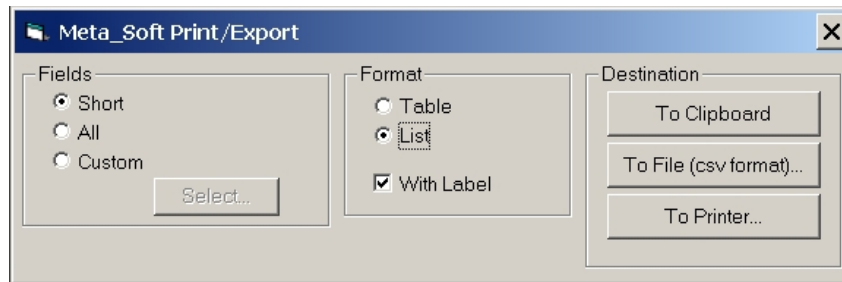 Meta_Soft Print/Export
Fields
Short
All
Custom
Select...
Format
Table
List
With Label
Destination
To Clipboard
To File (csv format)...
To Printer...